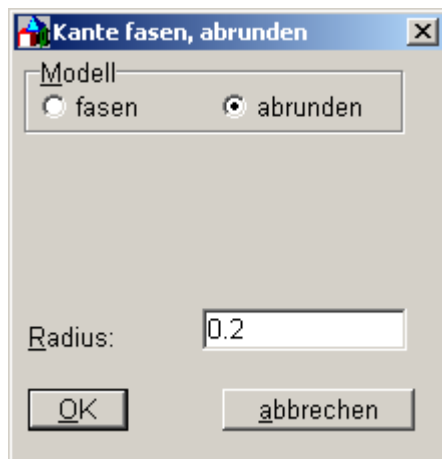 Kante fasen, abrunden
Modell
fasen abrunden
Radius: 0.2
OK abbrechen